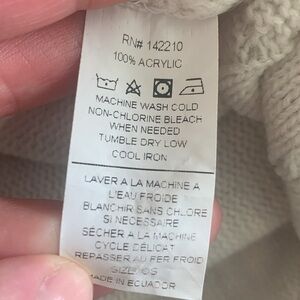 RN# 142210
100% ACRYLIC
MACHINE WASH COLD
NON-CHLORINE BLEACH
WHEN NEEDED
TUMBLE DRY LOW
COOL IRON
LAVER A LA MACHINE A
L'EAU FROIDE
BLANCHIR SANS CHLORE
SI NECESSAIRE
SÉCHER A LA MACHINE
CYCLE DÉLICAT
REPASSER AU FER FROID
SIZE: OS
MADE IN ECUADOR